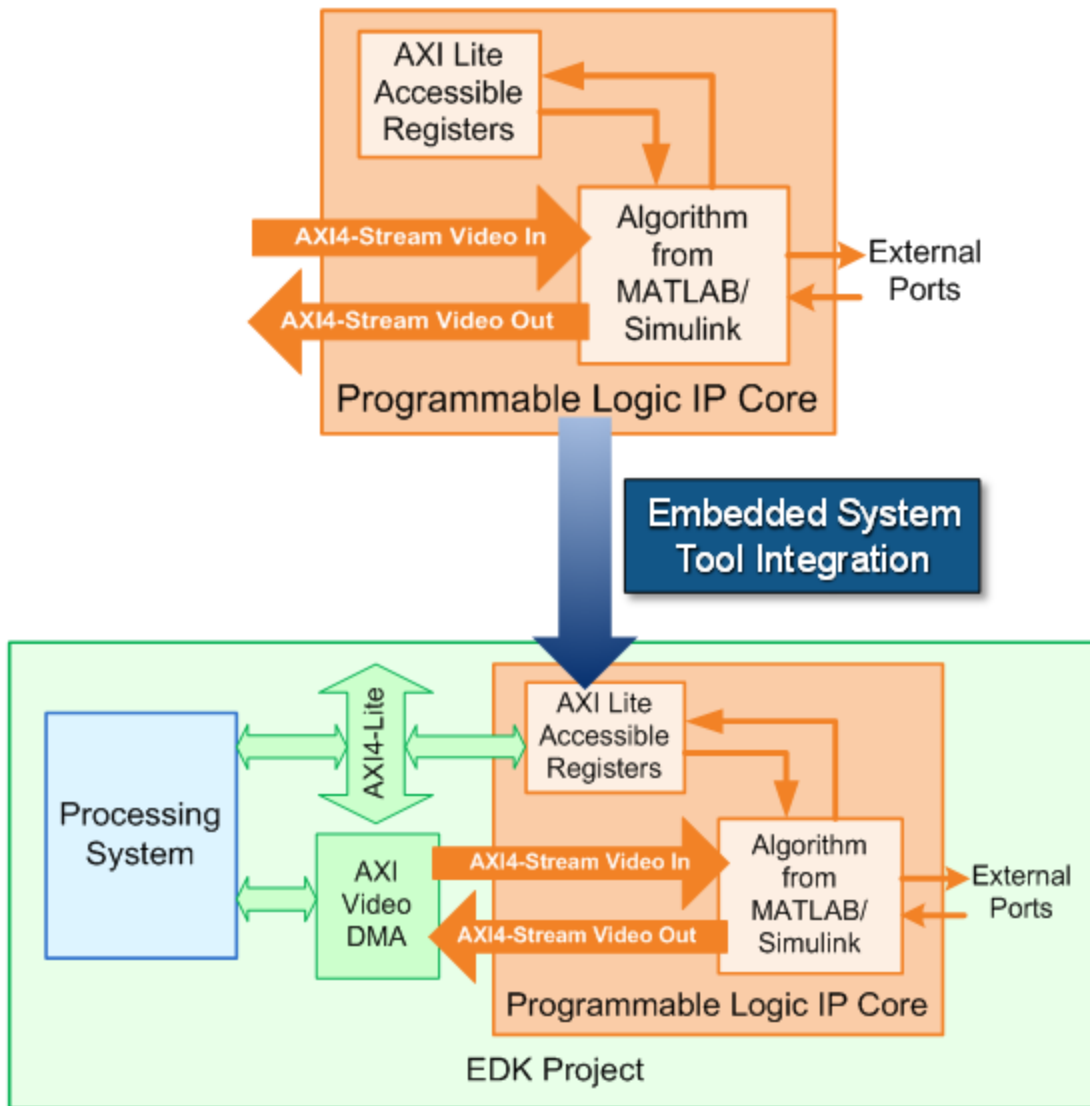 AXI Lite
Accessible
Registers
AXI4-Stream Video In
AXI4-Stream Video Out
Algorithm
from
MATLAB/
Simulink
External
Ports
Programmable Logic IP Core
Embedded System
Tool Integration
Processing
System
AXI4-Lite
AXI
Video
DMA
AXI Lite
Accessible
Registers
AXI4-Stream Video In
AXI4-Stream Video Out
Algorithm
from
MATLAB/
Simulink
External
Ports
Programmable Logic IP Core
EDK Project